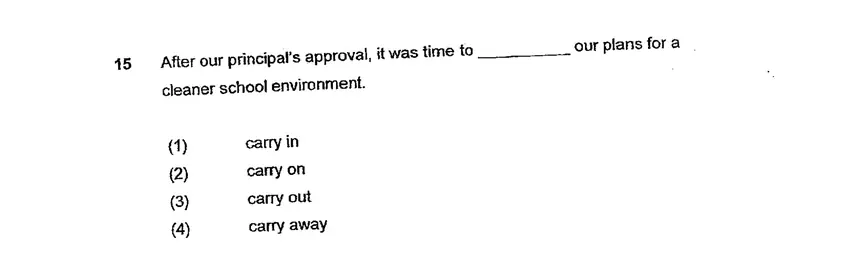 15 After our principal's approval, it was time to __________ our plans for a
cleaner school environment.
(1) carry in
(2) carry on
(3) carry out
(4) carry away